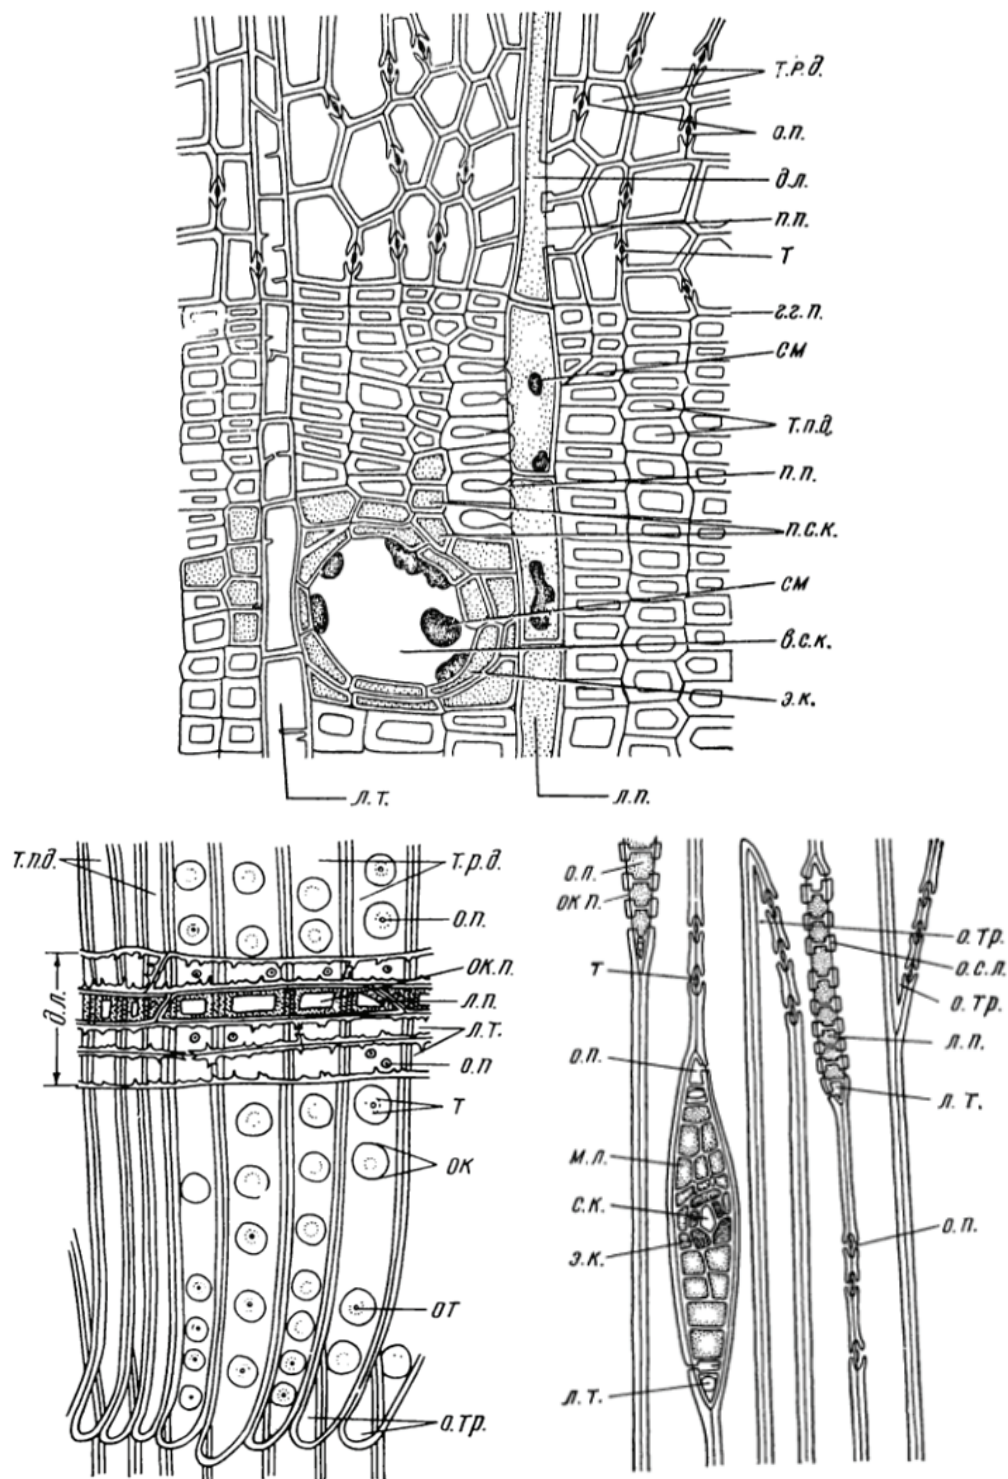 т.р.д.
о.п.
д.л.
п.п.
т
г.г.п.
см
т.п.д.
п.п.
п.с.к.
см
в.с.к.
э.к.
л.т.
л.п.
т.п.д.
т.р.д.
о.п.
ок.п.
л.п.
л.т.
о.п
д.л.
т
ок
от
о.тр.
о.п.
ок п.
т
о.п.
м.п.
с.к.
э.к.
л.т.
о.тр.
о.с.л.
о.тр.
л.п.
л.т.
о.п.